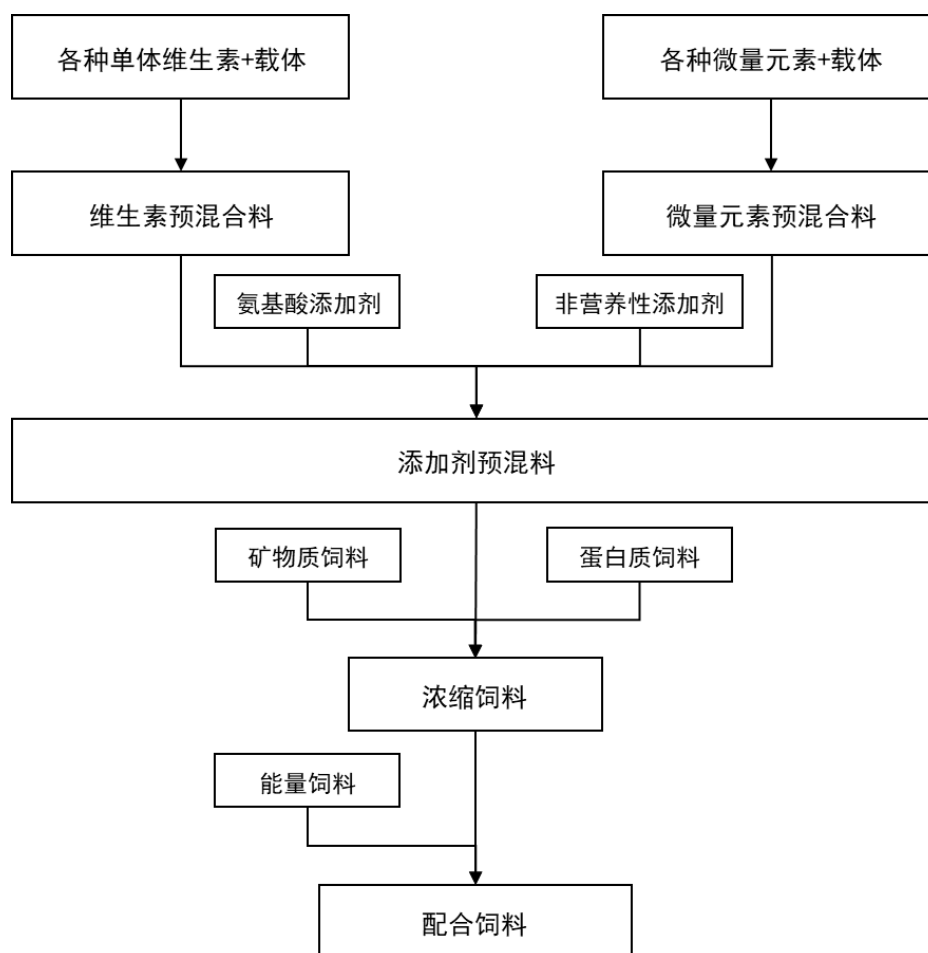 各种单体维生素+载体
各种微量元素+载体
维生素预混合料
微量元素预混合料
氨基酸添加剂
非营养性添加剂
添加剂预混料
矿物质饲料
蛋白质饲料
浓缩饲料
能量饲料
配合饲料